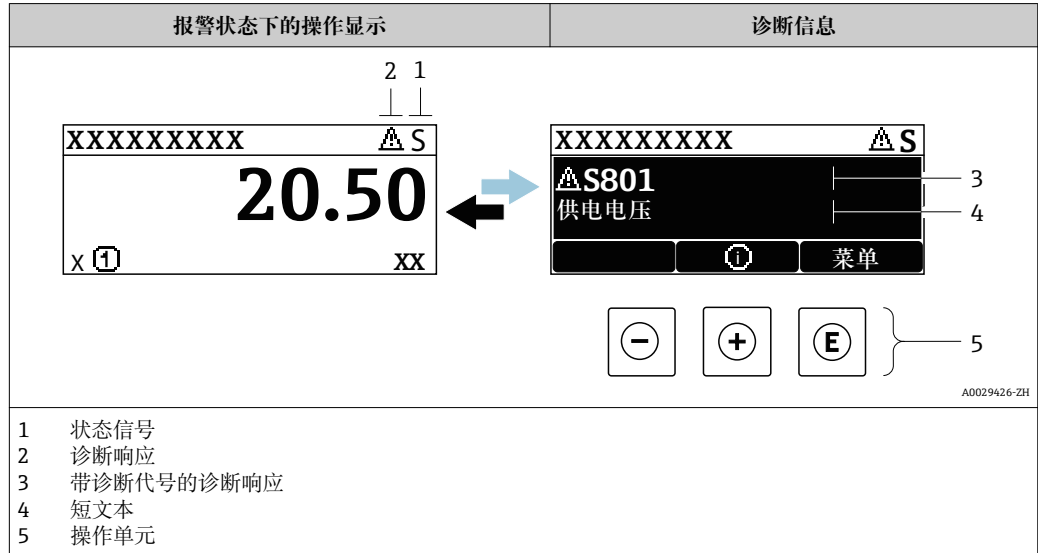 报警状态下的操作显示
诊断信息
2 1
XXXXXXXXX ⚠ S
20.50
X ① XX
XXXXXXXXX ⚠ S
⚠S801
供电电压
ⓘ 菜单
3
4
− + E
5
A0029426-ZH
1 状态信号
2 诊断响应
3 带诊断代号的诊断响应
4 短文本
5 操作单元